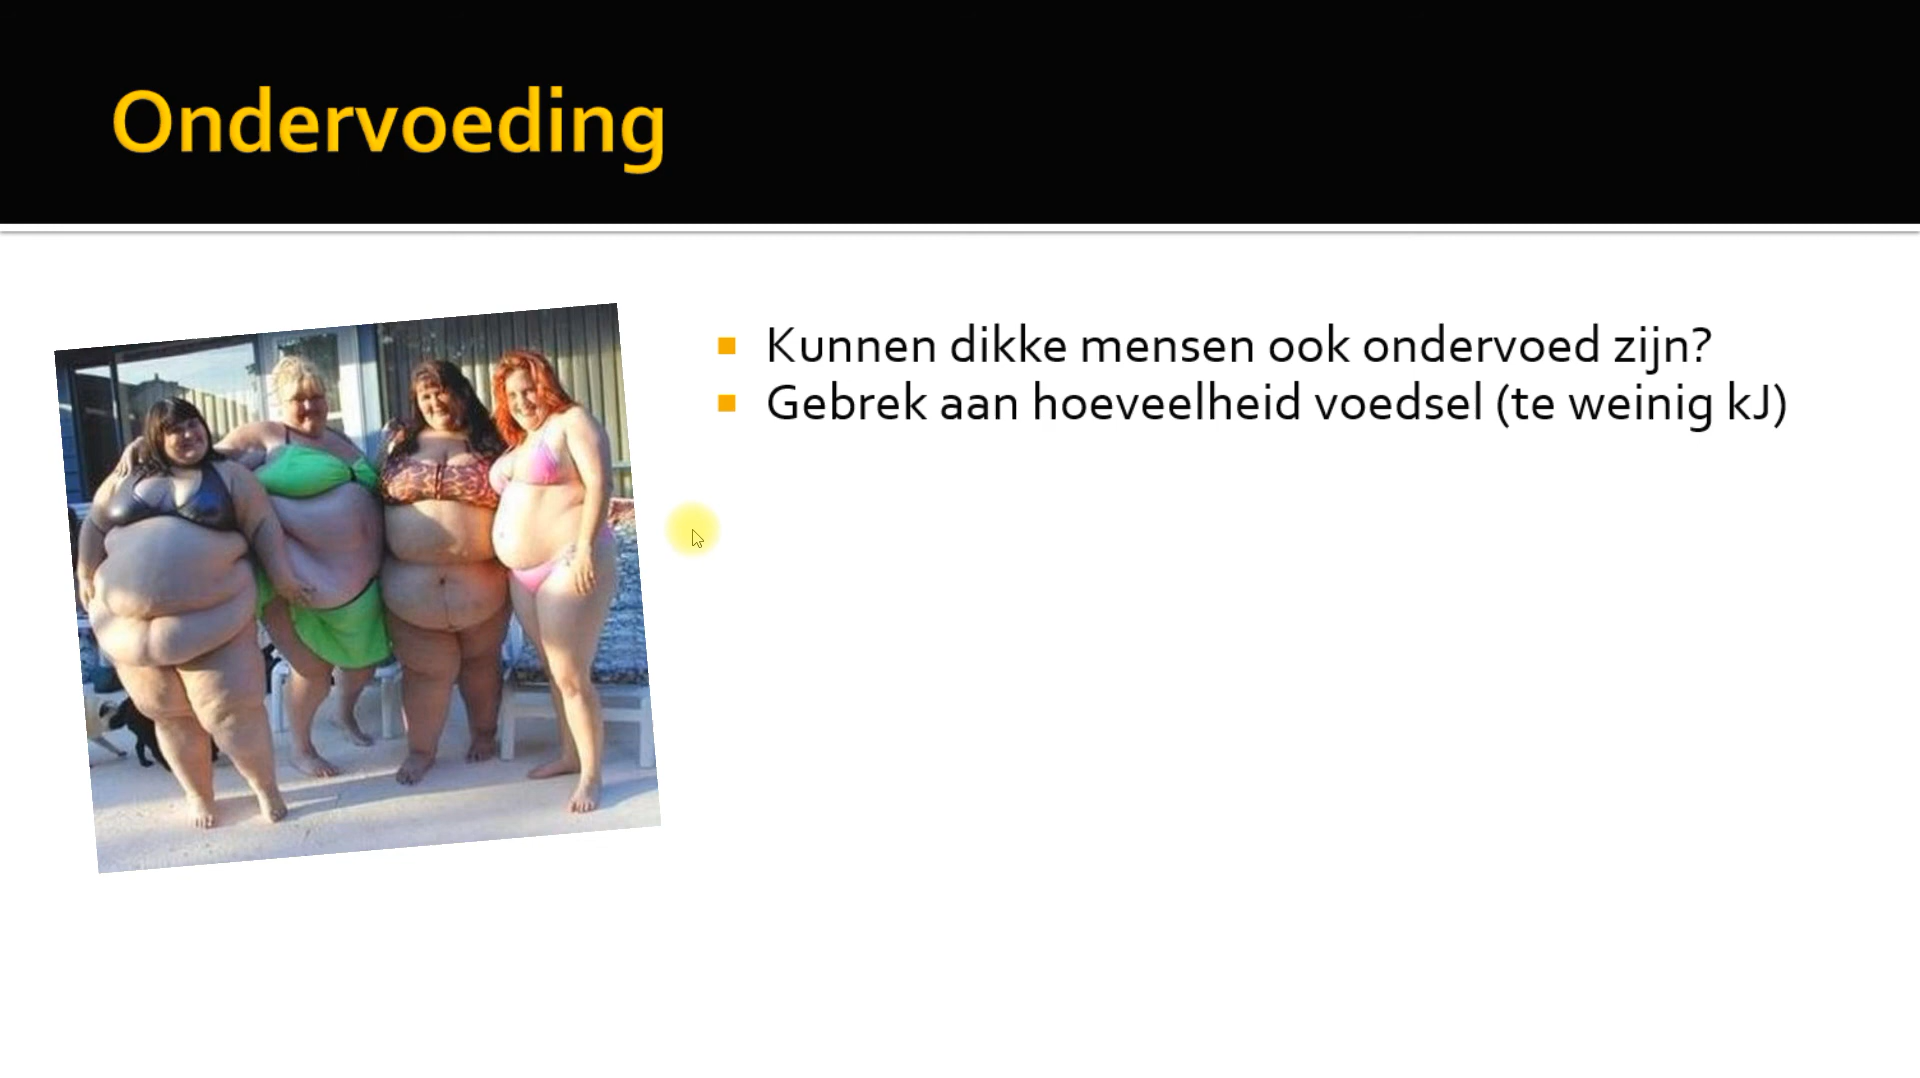 Ondervoeding
Kunnen dikke mensen ook ondervoed zijn?
Gebrek aan hoeveelheid voedsel (te weinig kJ)